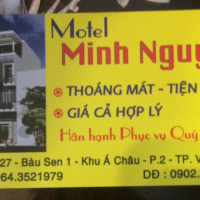 Motel
Minh Nguy
THOÁNG MÁT - TIỆN
GIÁ CẢ HỢP LÝ
Hân hạnh Phục vụ Quý
27 - Bàu Sen 1 - Khu Á Châu - P.2 - TP. V
64.3521979 DĐ : 0902.